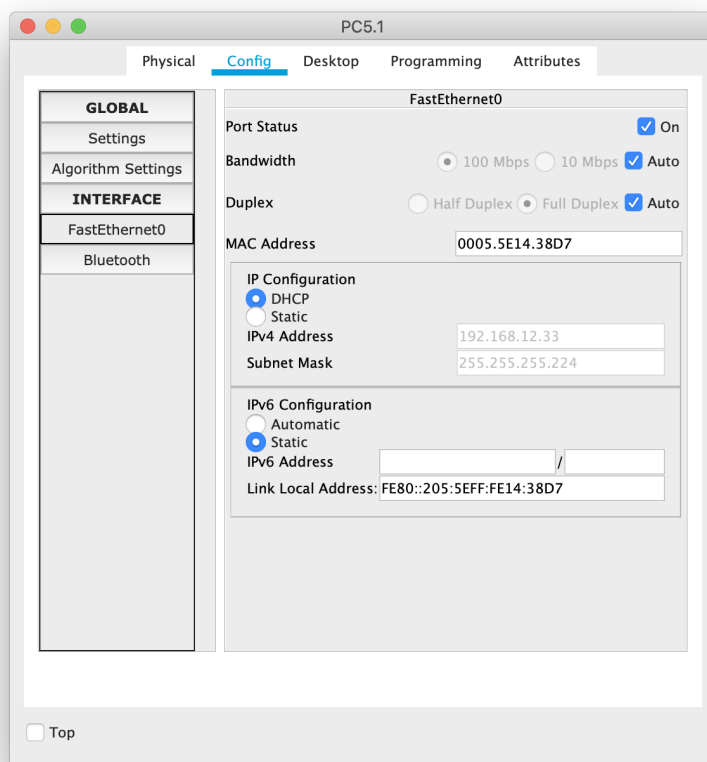 PC5.1
Physical Config Desktop Programming Attributes
GLOBAL
Settings
Algorithm Settings
INTERFACE
FastEthernet0
Bluetooth
FastEthernet0
Port Status On
Bandwidth 100 Mbps 10 Mbps Auto
Duplex Half Duplex Full Duplex Auto
MAC Address 0005.5E14.38D7
IP Configuration
DHCP
Static
IPv4 Address 192.168.12.33
Subnet Mask 255.255.255.224
IPv6 Configuration
Automatic
Static
IPv6 Address /
Link Local Address: FE80::205:5EFF:FE14:38D7
Top